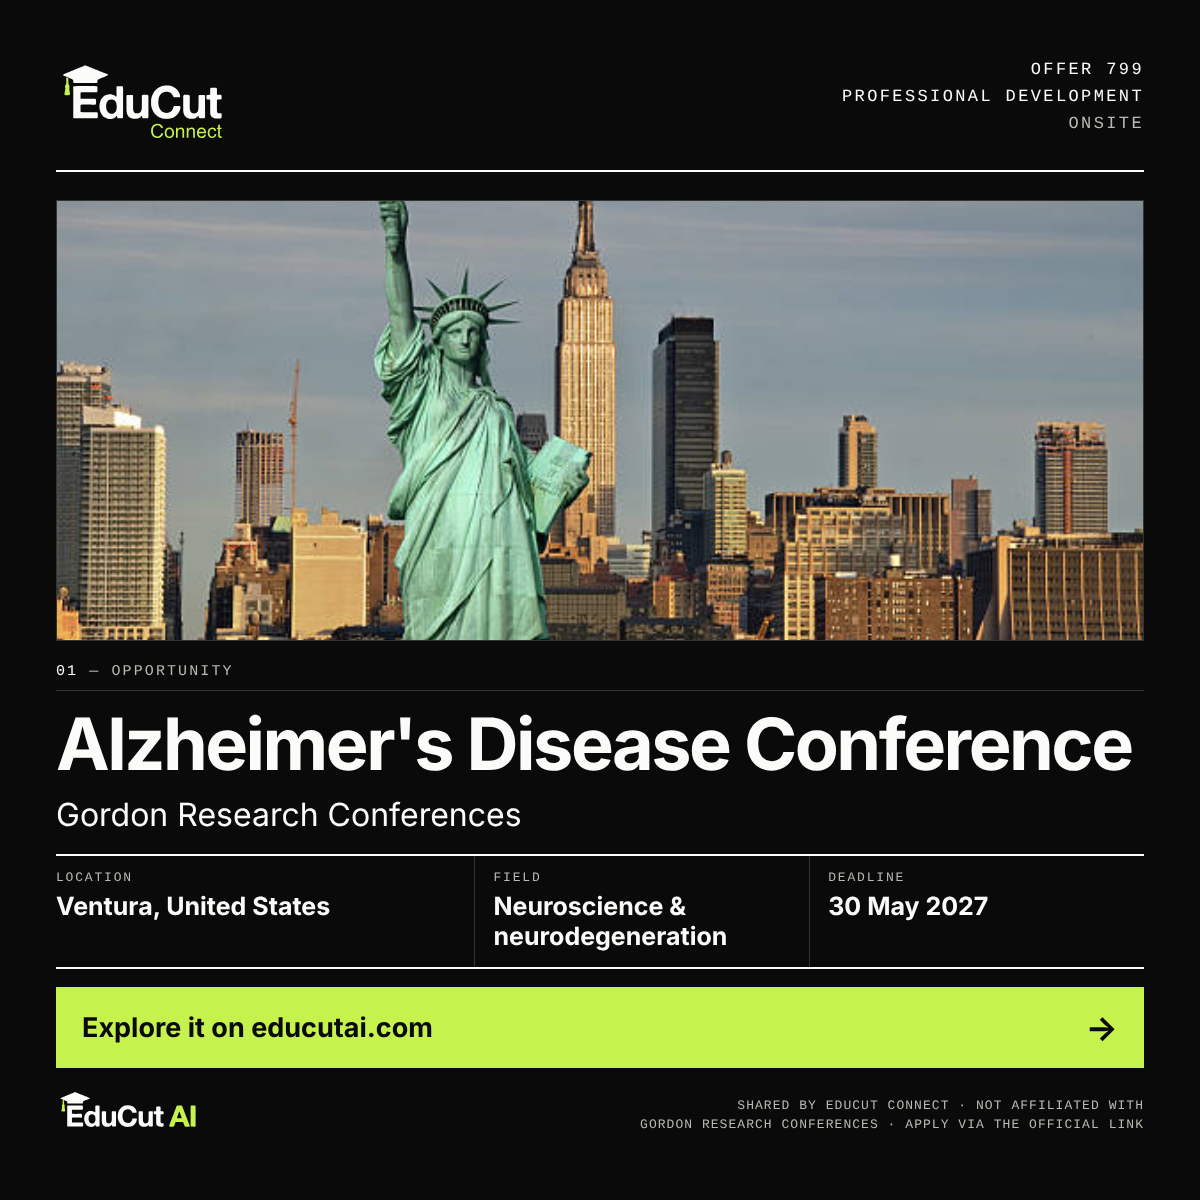 EduCut
Connect
OFFER 799
PROFESSIONAL DEVELOPMENT
ONSITE
01 — OPPORTUNITY
Alzheimer's Disease Conference
Gordon Research Conferences
LOCATION
Ventura, United States
FIELD
Neuroscience &
neurodegeneration
DEADLINE
30 May 2027
Explore it on educutai.com →
EduCut AI
SHARED BY EDUCUT CONNECT · NOT AFFILIATED WITH
GORDON RESEARCH CONFERENCES · APPLY VIA THE OFFICIAL LINK